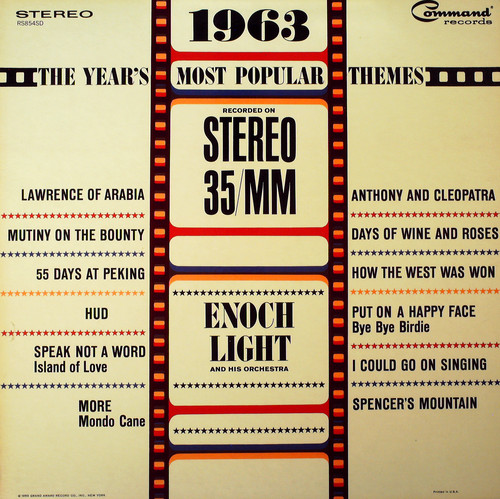 STEREO
RS854SD
1963
Command
records
THE YEAR'S MOST POPULAR THEMES
RECORDED ON
STEREO
35/MM
LAWRENCE OF ARABIA
MUTINY ON THE BOUNTY
55 DAYS AT PEKING
HUD
SPEAK NOT A WORD
Island of Love
MORE
Mondo Cane
ENOCH
LIGHT
AND HIS ORCHESTRA
ANTHONY AND CLEOPATRA
DAYS OF WINE AND ROSES
HOW THE WEST WAS WON
PUT ON A HAPPY FACE
Bye Bye Birdie
I COULD GO ON SINGING
SPENCER'S MOUNTAIN